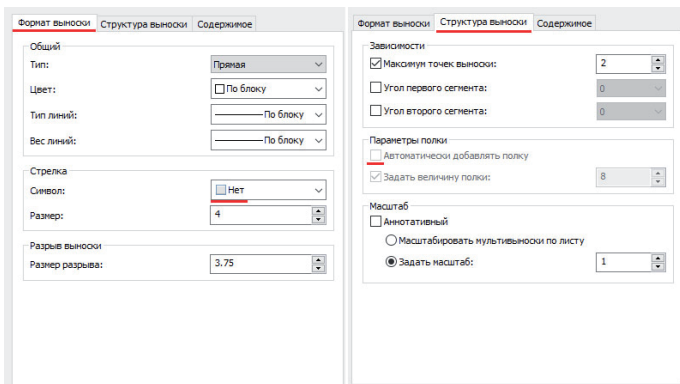 Формат выноски Структура выноски Содержимое
Общий
Тип: Прямая
Цвет: По блоку
Тип линий: По блоку
Вес линий: По блоку
Стрелка
Символ: Нет
Размер: 4
Разрыв выноски
Размер разрыва: 3.75
Формат выноски Структура выноски Содержимое
Зависимости
Максимум точек выноски: 2
Угол первого сегмента: 0
Угол второго сегмента: 0
Параметры полки
Автоматически добавлять полку
Задать величину полки: 8
Масштаб
Аннотативный
Масштабировать мультивыноски по листу
Задать масштаб: 1